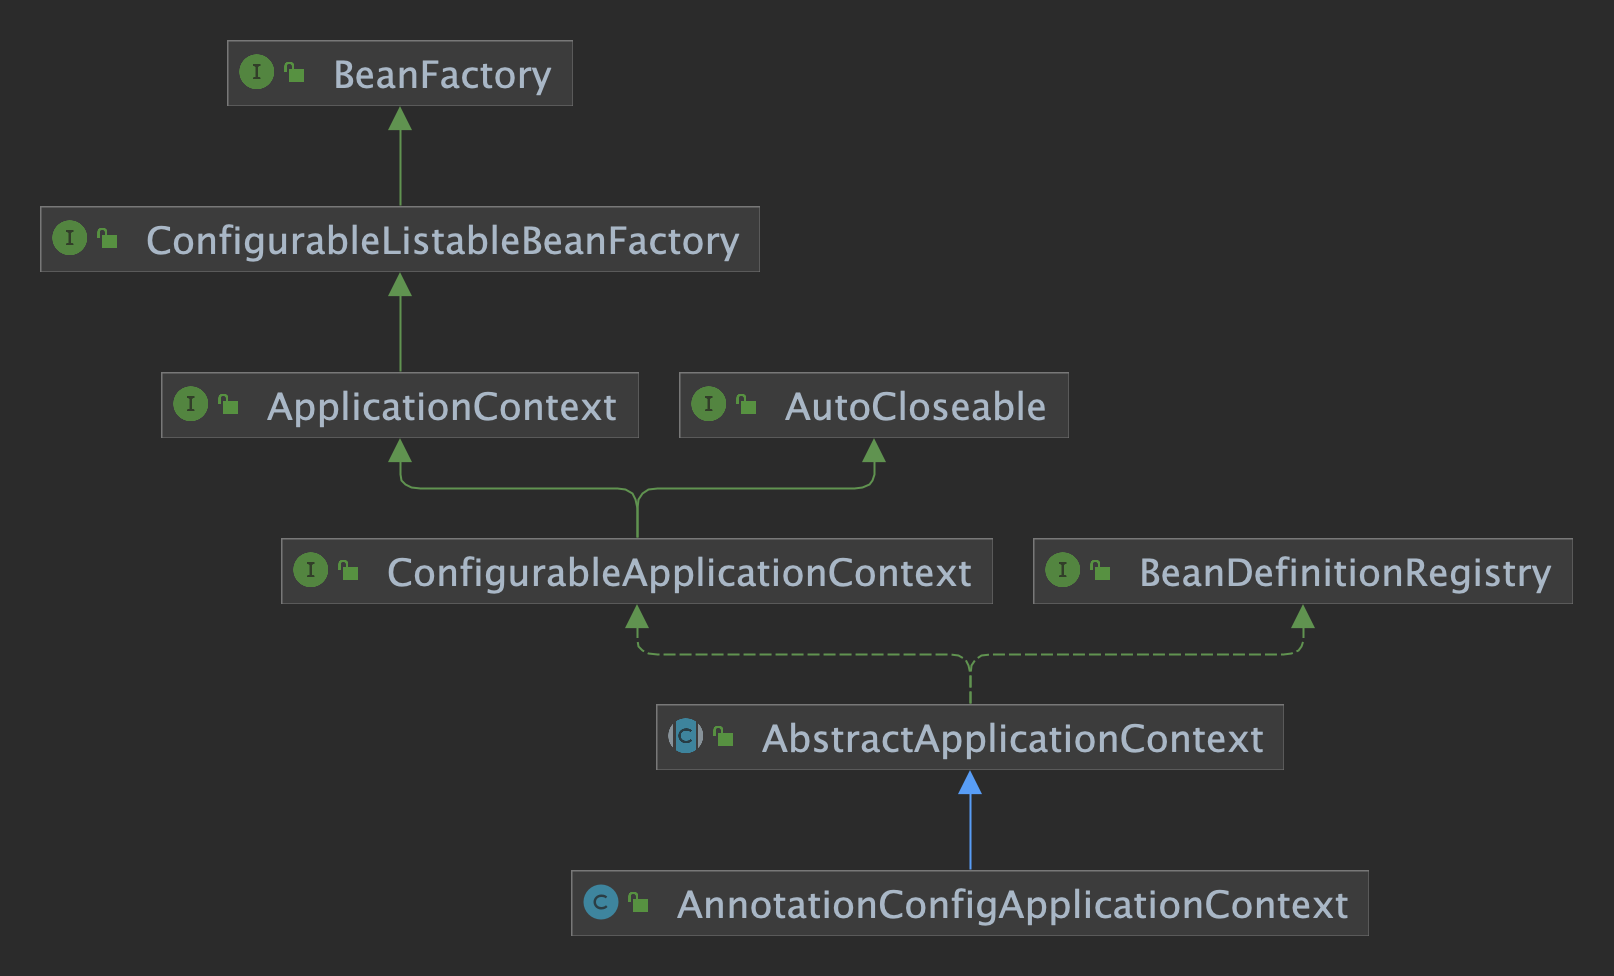 I BeanFactory
I ConfigurableListableBeanFactory
I ApplicationContext
I AutoCloseable
I ConfigurableApplicationContext
I BeanDefinitionRegistry
C AbstractApplicationContext
C AnnotationConfigApplicationContext